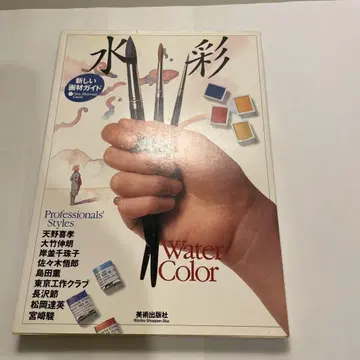 水彩
新しい
画材ガイド
Professionals'
Styles
天野喜孝
大竹伸朗
岸並千珠子
佐々木悟郎
島田薫
東京工作クラブ
長沢節
松岡達英
宮崎駿
Water
Color
美術出版社
Bijutsu Shuppan-Sha